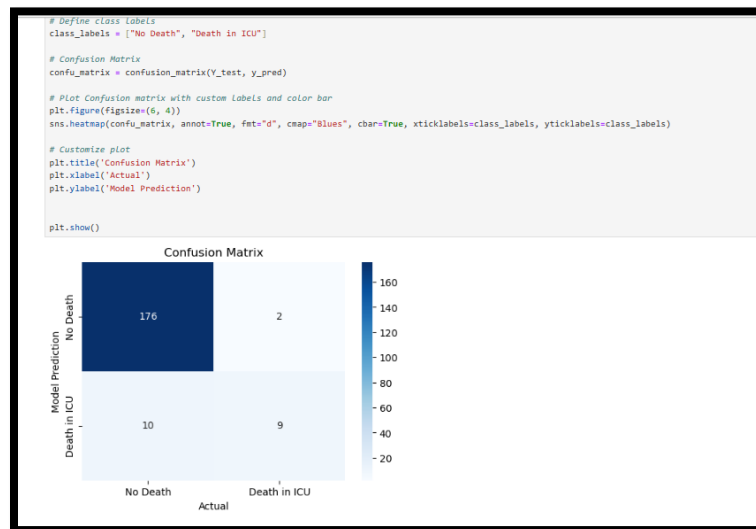 # Define class labels
class_labels = ["No Death", "Death in ICU"]
# Confusion Matrix
confu_matrix = confusion_matrix(Y_test, y_pred)
# Plot Confusion matrix with custom labels and color bar
plt.figure(figsize=(6, 4))
sns.heatmap(confu_matrix, annot=True, fmt="d", cmap="Blues", cbar=True, xticklabels=class_labels, yticklabels=class_labels)
# Customize plot
plt.title('Confusion Matrix')
plt.xlabel('Actual')
plt.ylabel('Model Prediction')
plt.show()
Confusion Matrix
Model Prediction
No Death
176
2
Death in ICU
10
9
No Death
Death in ICU
Actual
160
140
120
100
80
60
40
20